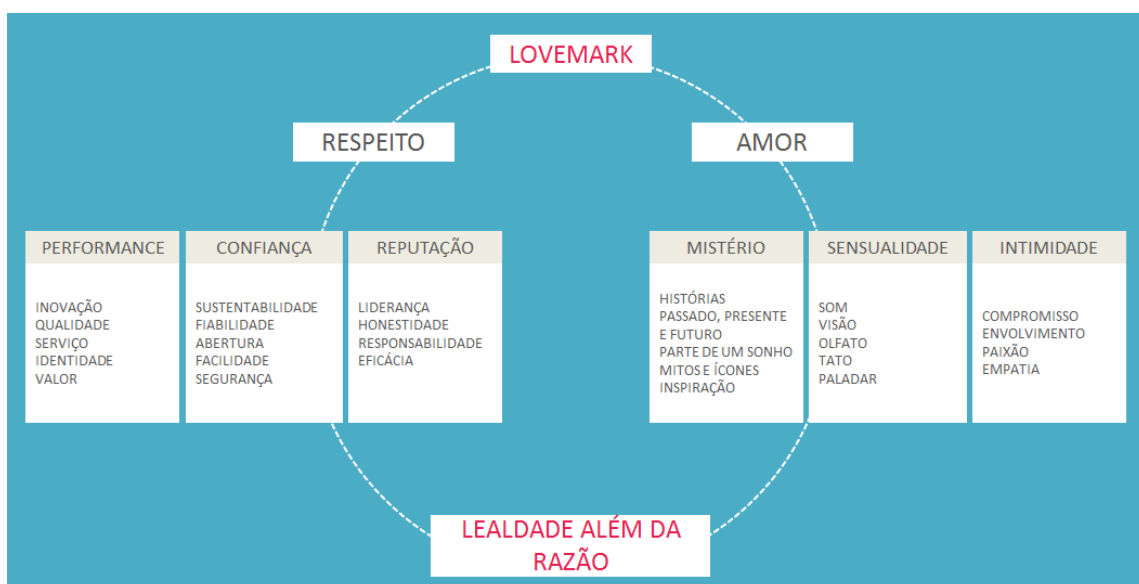 LOVEMARK
RESPEITO
AMOR
PERFORMANCE
INOVAÇÃO
QUALIDADE
SERVIÇO
IDENTIDADE
VALOR
CONFIANÇA
SUSTENTABILIDADE
FIABILIDADE
ABERTURA
FACILIDADE
SEGURANÇA
REPUTAÇÃO
LIDERANÇA
HONESTIDADE
RESPONSABILIDADE
EFICÁCIA
MISTÉRIO
HISTÓRIAS
PASSADO, PRESENTE
E FUTURO
PARTE DE UM SONHO
MITOS E ÍCONES
INSPIRAÇÃO
SENSUALIDADE
SOM
VISÃO
OLFATO
TATO
PALADAR
INTIMIDADE
COMPROMISSO
ENVOLVIMENTO
PAIXÃO
EMPATIA
LEALDADE ALÉM DA
RAZÃO